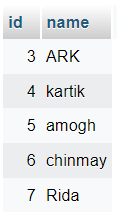 id name
3 ARK
4 kartik
5 amogh
6 chinmay
7 Rida